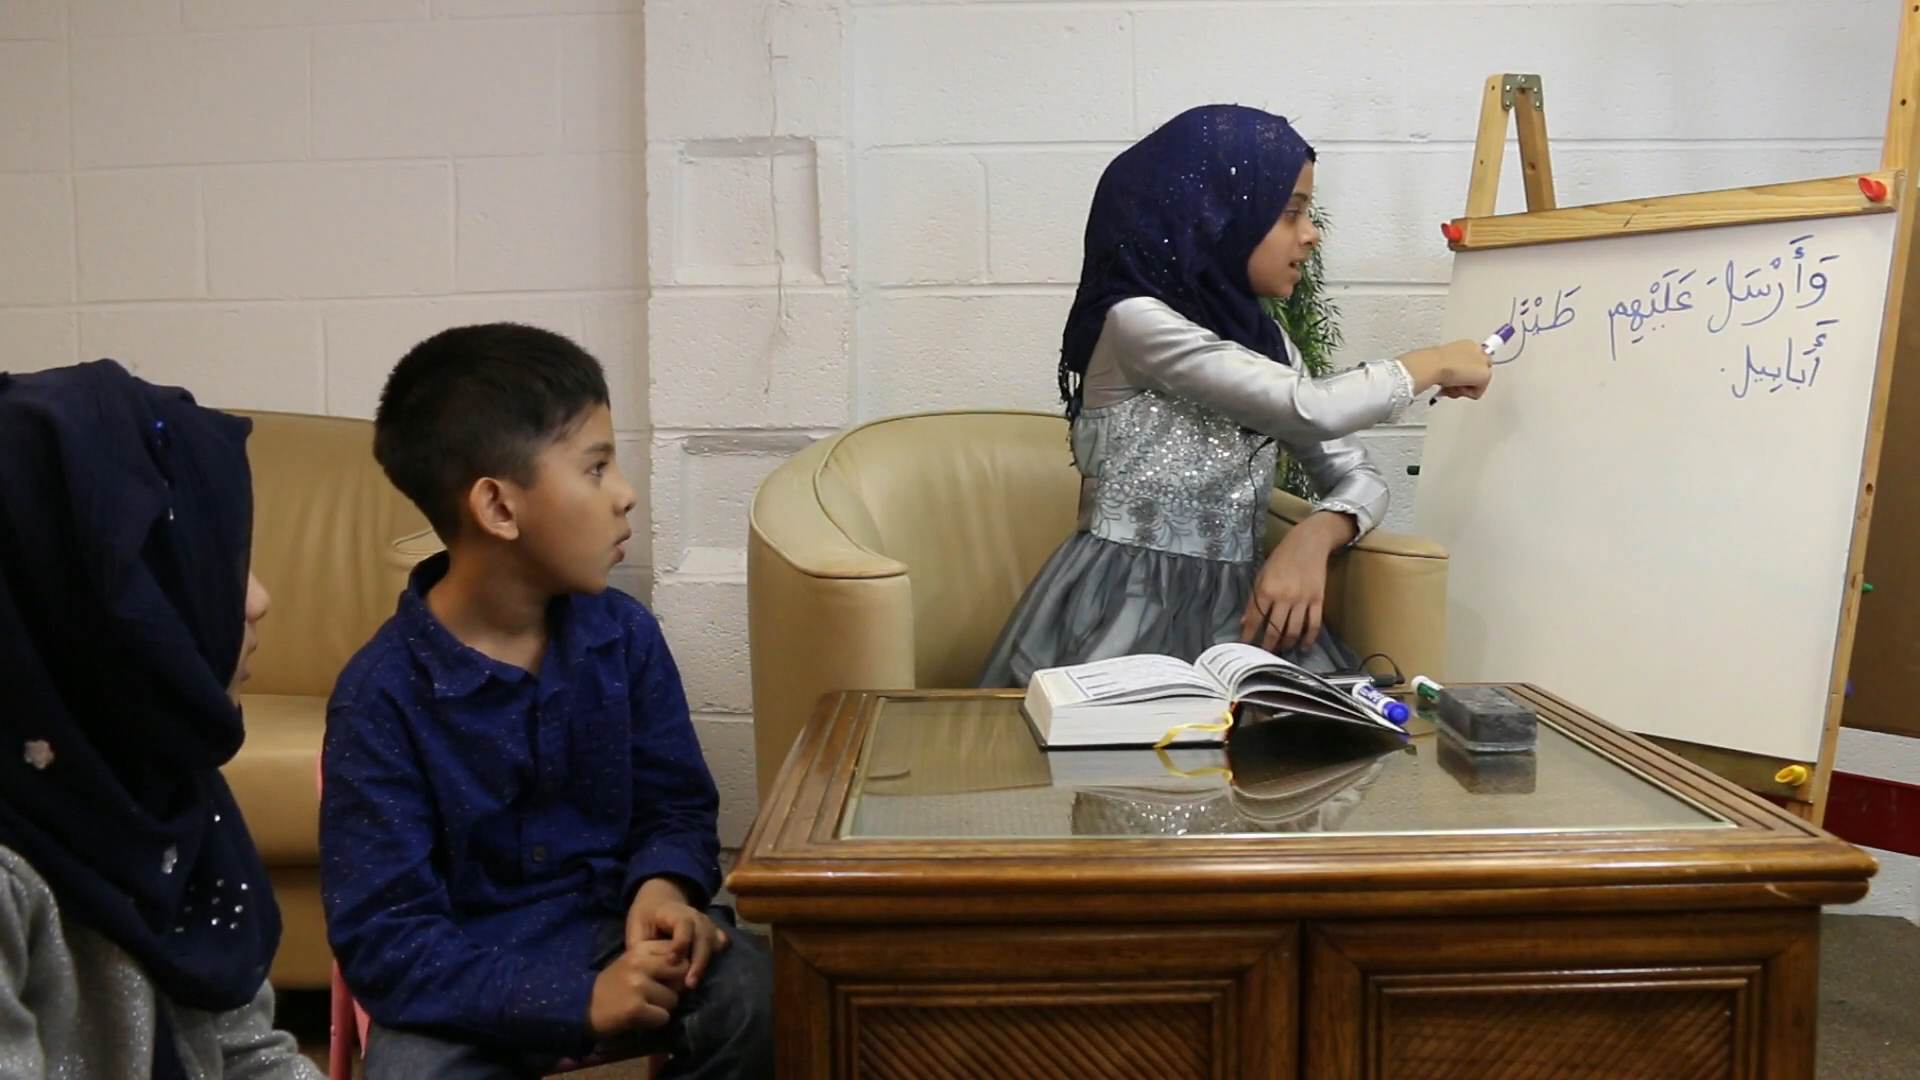 وَأَرْسَلَ عَلَيْهِم طَيْرًا
أَبَابِيل